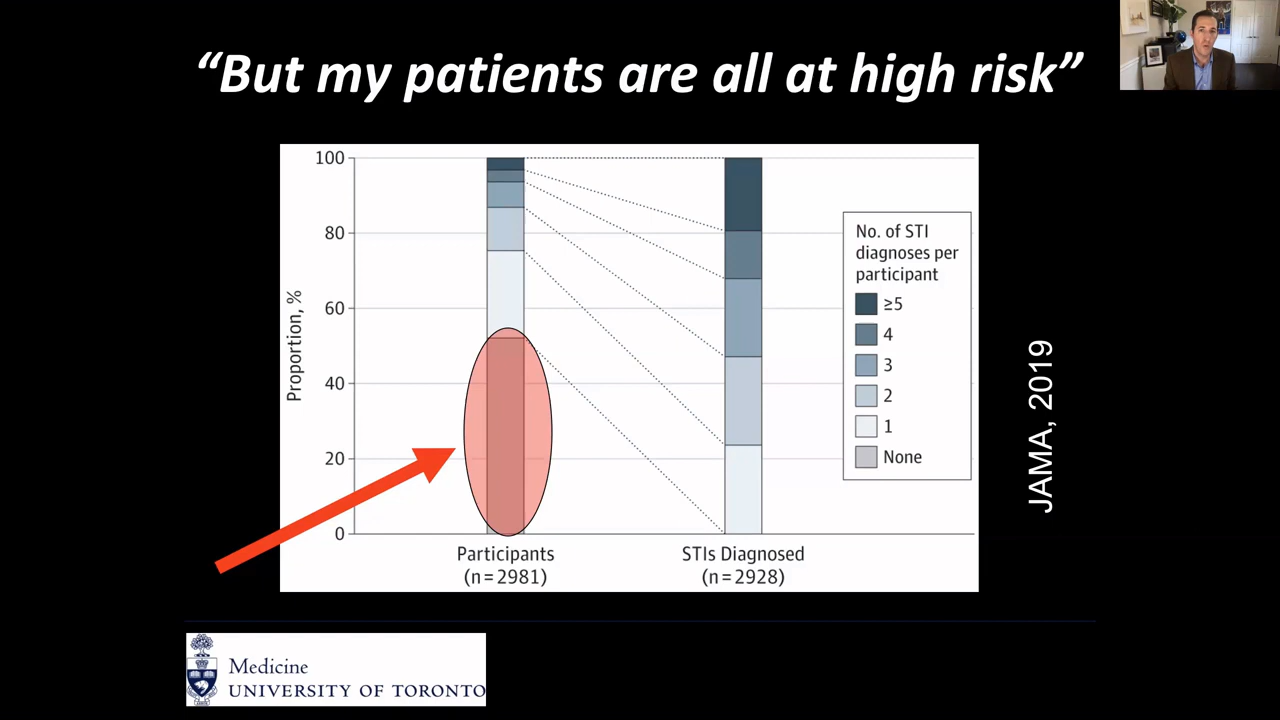 “But my patients are all at high risk”
100
80
60
40
20
0
Proportion, %
Participants
(n=2981)
STIs Diagnosed
(n=2928)
No. of STI
diagnoses per
participant
≥5
4
3
2
1
None
JAMA, 2019
Medicine
UNIVERSITY OF TORONTO